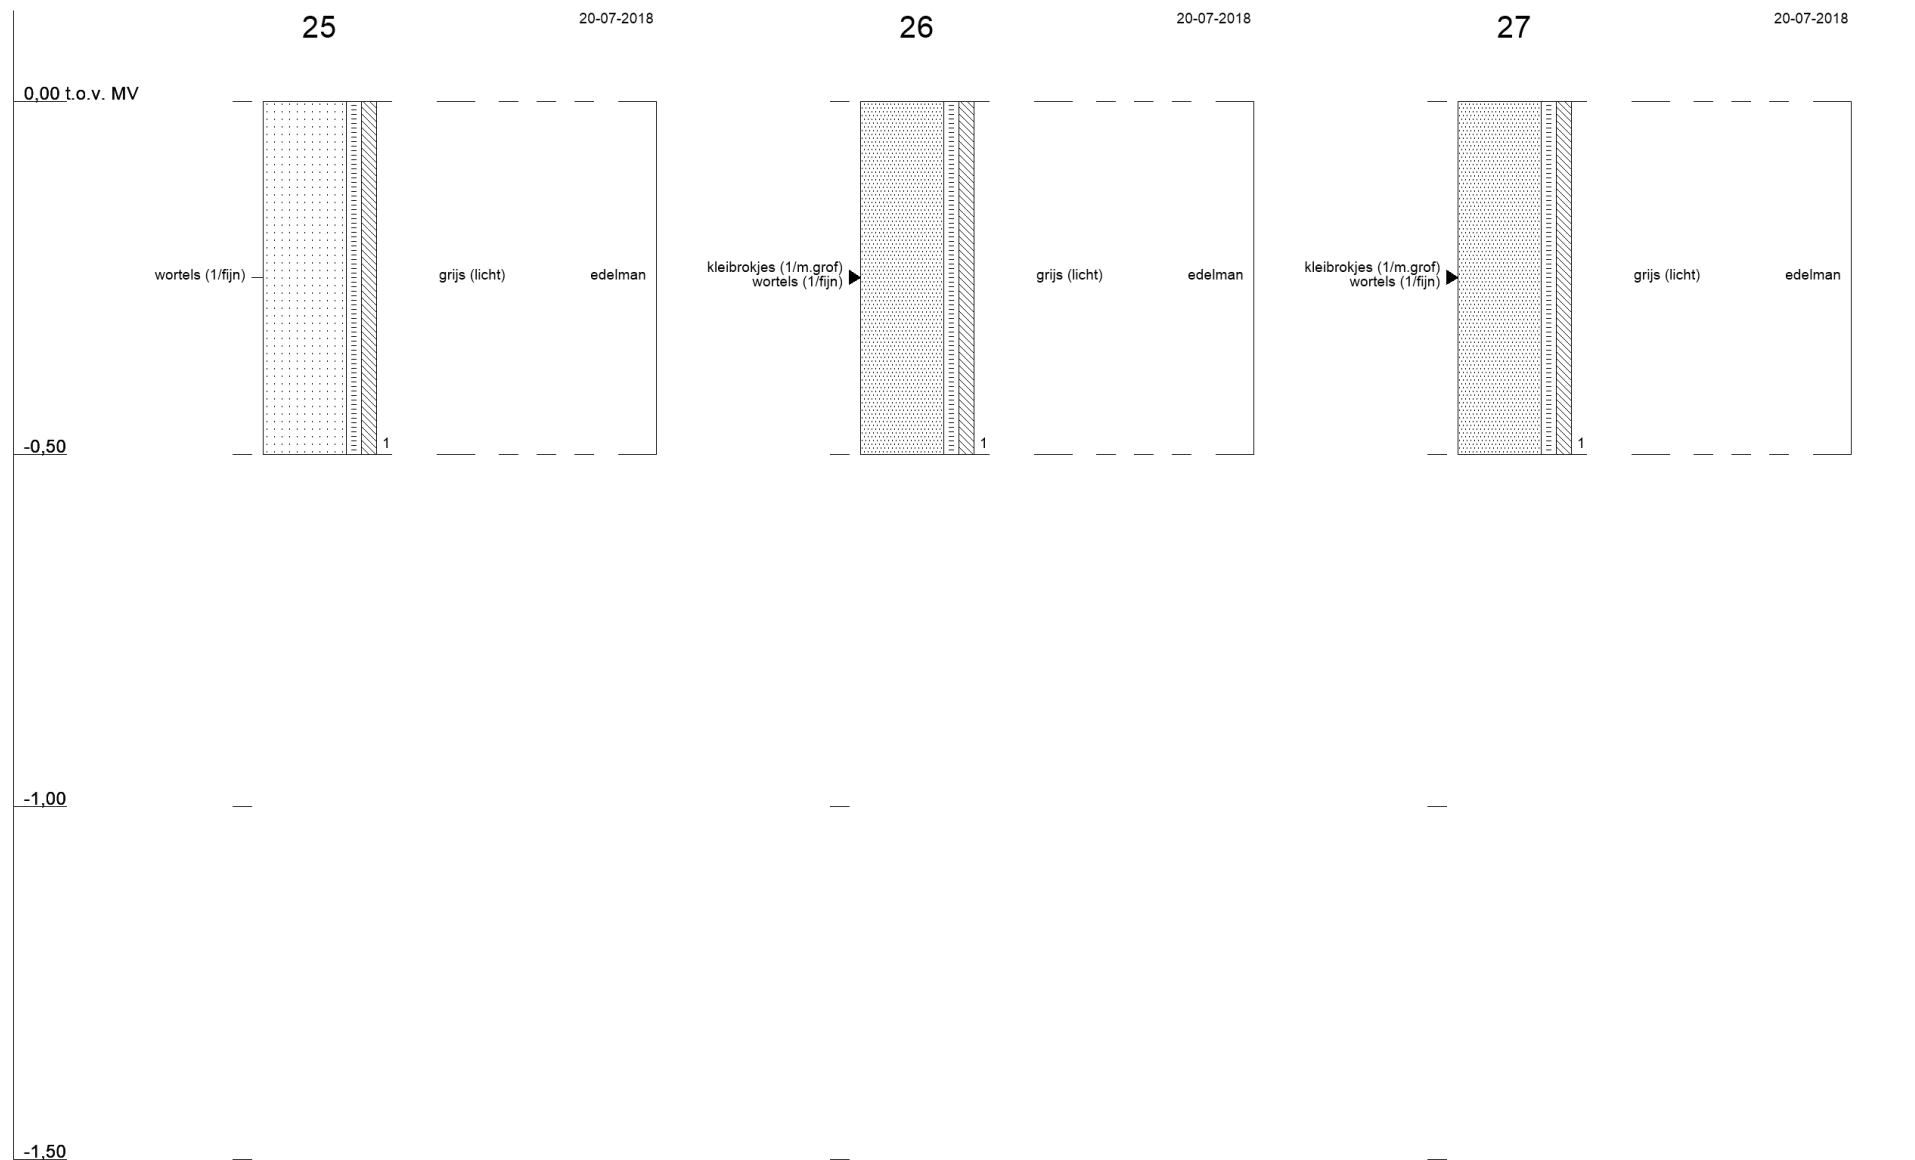 25
20-07-2018
26
20-07-2018
27
20-07-2018
0,00 t.o.v. MV
wortels (1/fijn)
grijs (licht)
edelman
kleibrokjes (1/m.grof)
wortels (1/fijn)
grijs (licht)
edelman
kleibrokjes (1/m.grof)
wortels (1/fijn)
grijs (licht)
edelman
1
1
1
-0,50
-1,00
-1,50